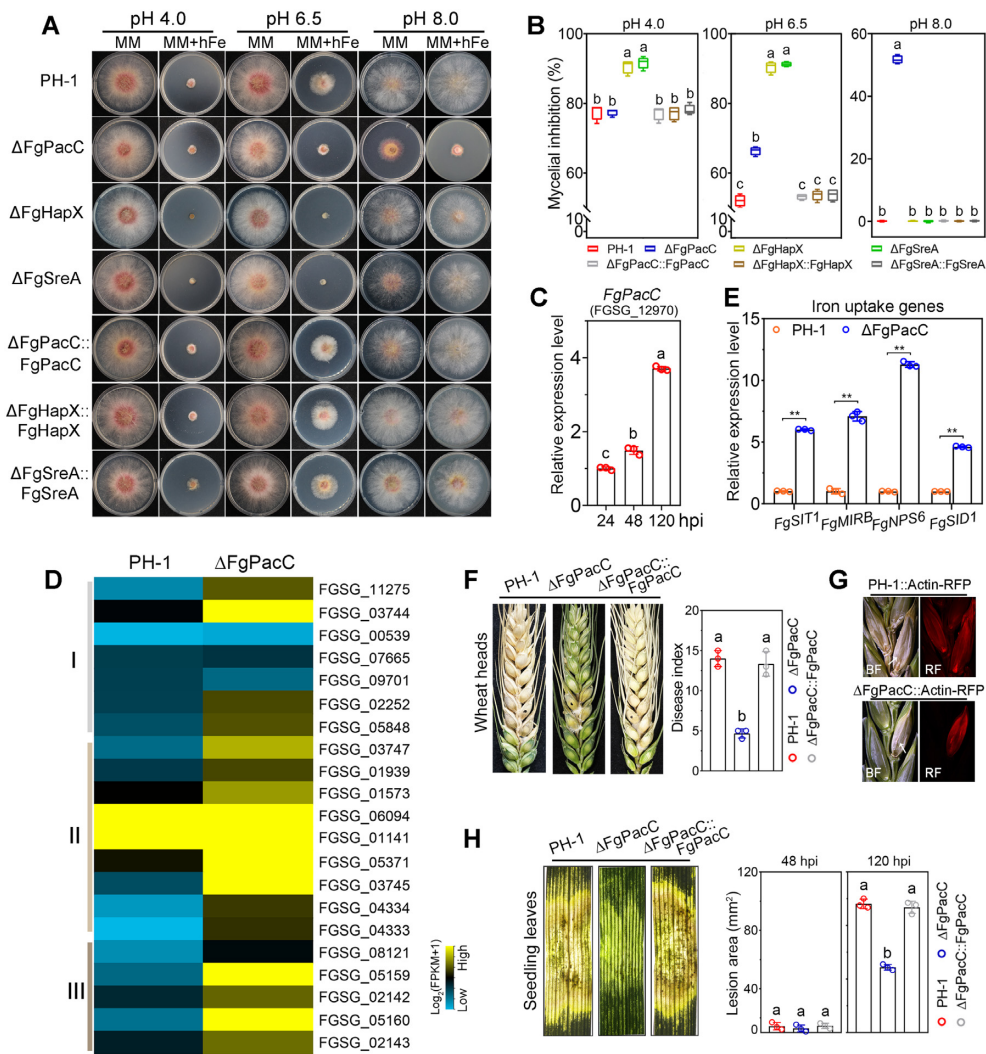 A
pH 4.0 pH 6.5 pH 8.0
MM MM+hFe MM MM+hFe MM MM+hFe
PH-1
ΔFgPacC
ΔFgHapX
ΔFgSreA
ΔFgPacC::
FgPacC
ΔFgHapX::
FgHapX
ΔFgSreA::
FgSreA
B
pH 4.0 pH 6.5 pH 8.0
Mycelial inhibition (%)
100
80
60
10
0
100
80
60
10
0
60
40
20
0
b b a a b b b
c b a a c c c
b a b b b b b
PH-1 ΔFgPacC ΔFgHapX ΔFgSreA
ΔFgPacC::FgPacC ΔFgHapX::FgHapX ΔFgSreA::FgSreA
C
FgPacC
(FGSG_12970)
Relative expression level
4
2
0
c b a
24 48 120 hpi
E
Iron uptake genes
PH-1 ΔFgPacC
Relative expression level
15
10
5
0
** ** ** **
FgSIT1 FgMIRB FgNPS6 FgSID1
D
PH-1 ΔFgPacC
I
II
III
FGSG_11275
FGSG_03744
FGSG_00539
FGSG_07665
FGSG_09701
FGSG_02252
FGSG_05848
FGSG_03747
FGSG_01939
FGSG_01573
FGSG_06094
FGSG_01141
FGSG_05371
FGSG_03745
FGSG_04334
FGSG_04333
FGSG_08121
FGSG_05159
FGSG_02142
FGSG_05160
FGSG_02143
Log2(FPKM+1)
Low High
F
PH-1 ΔFgPacC ΔFgPacC::
FgPacC
Wheat heads
Disease index
20
15
10
5
0
a b a
PH-1 ΔFgPacC
ΔFgPacC::FgPacC
G
PH-1::Actin-RFP
BF RF
ΔFgPacC::Actin-RFP
BF RF
H
PH-1 ΔFgPacC ΔFgPacC::
FgPacC
Seedling leaves
48 hpi 120 hpi
Lesion area (mm2)
120
90
60
30
0
a a a
a b a
PH-1 ΔFgPacC
ΔFgPacC::FgPacC